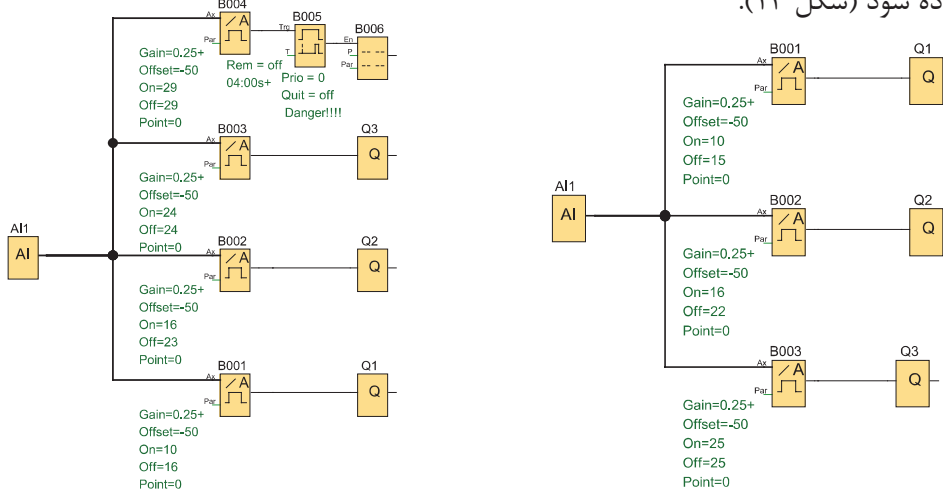 ده شود (شکل ۲۲).
B004
Ax
Par
Gain=0.25+
Offset=-50
On=29
Off=29
Point=0
B005
Trg
T
Rem = off
04:00s+
B006
En
P
Par
Prio = 0
Quit = off
Danger!!!!
B003
Ax
Par
Gain=0.25+
Offset=-50
On=24
Off=24
Point=0
Q3
Q
AI1
AI
B002
Ax
Par
Gain=0.25+
Offset=-50
On=16
Off=23
Point=0
Q2
Q
B001
Ax
Par
Gain=0.25+
Offset=-50
On=10
Off=16
Point=0
Q1
Q
B001
Ax
Par
Gain=0.25+
Offset=-50
On=10
Off=15
Point=0
Q1
Q
AI1
AI
B002
Ax
Par
Gain=0.25+
Offset=-50
On=16
Off=22
Point=0
Q2
Q
B003
Ax
Par
Gain=0.25+
Offset=-50
On=25
Off=25
Point=0
Q3
Q